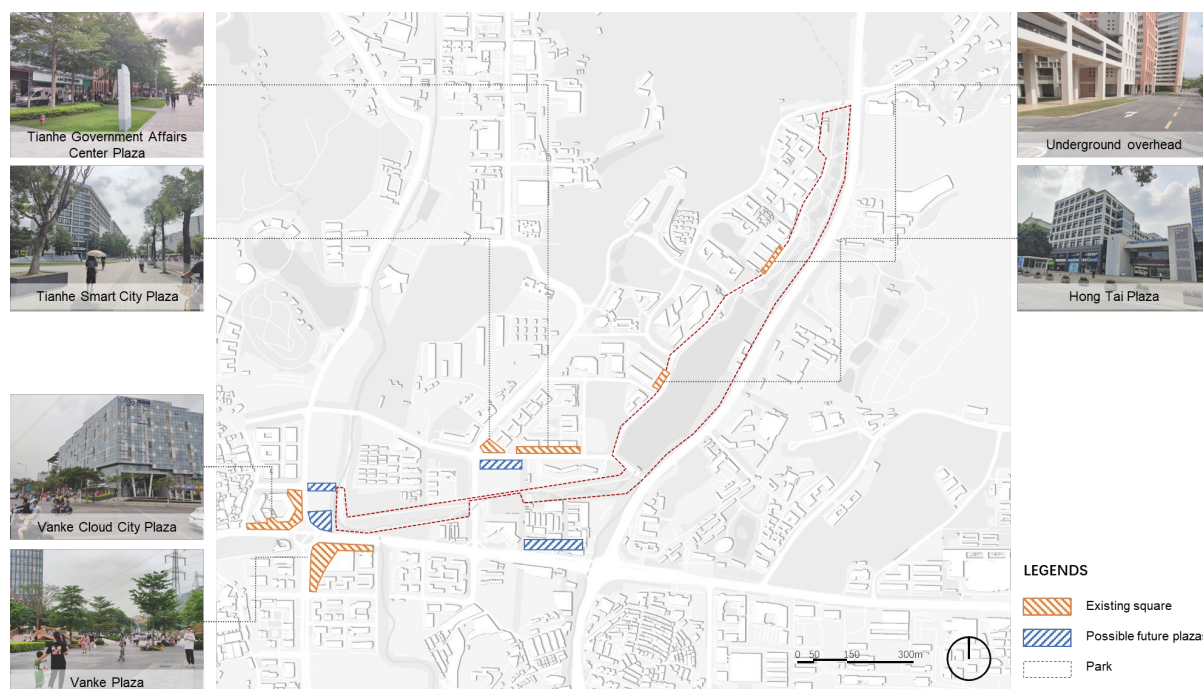 Tianhe Government Affairs
Center Plaza
Tianhe Smart City Plaza
Vanke Cloud City Plaza
Vanke Plaza
Underground overhead
Hong Tai Plaza
LEGENDS
Existing square
Possible future plazas
Park
0 50 150 300m